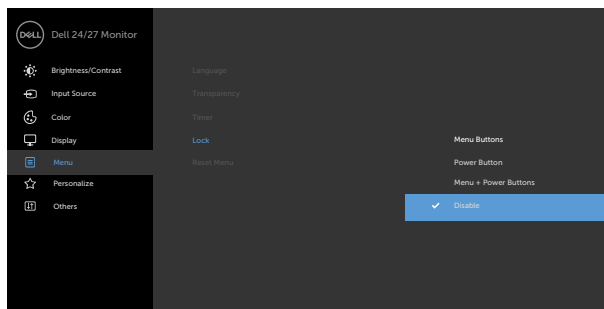 DELL Dell 24/27 Monitor
Brightness/Contrast
Input Source
Color
Display
Menu
Personalize
Others
Language
Transparency
Timer
Lock
Reset Menu
Menu Buttons
Power Button
Menu + Power Buttons
Disable